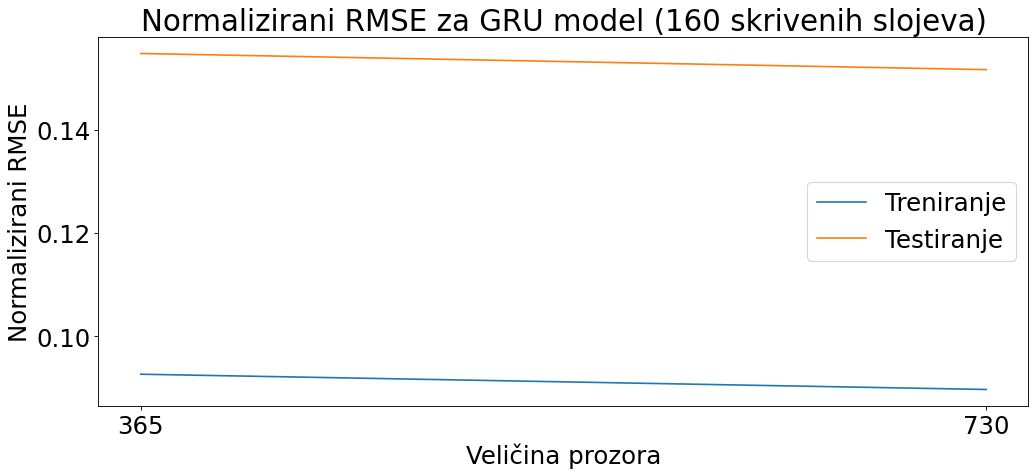 Normalizirani RMSE za GRU model (160 skrivenih slojeva)
Normalizirani RMSE
0.14
0.12
0.10
Treniranje
Testiranje
365
730
Veličina prozora